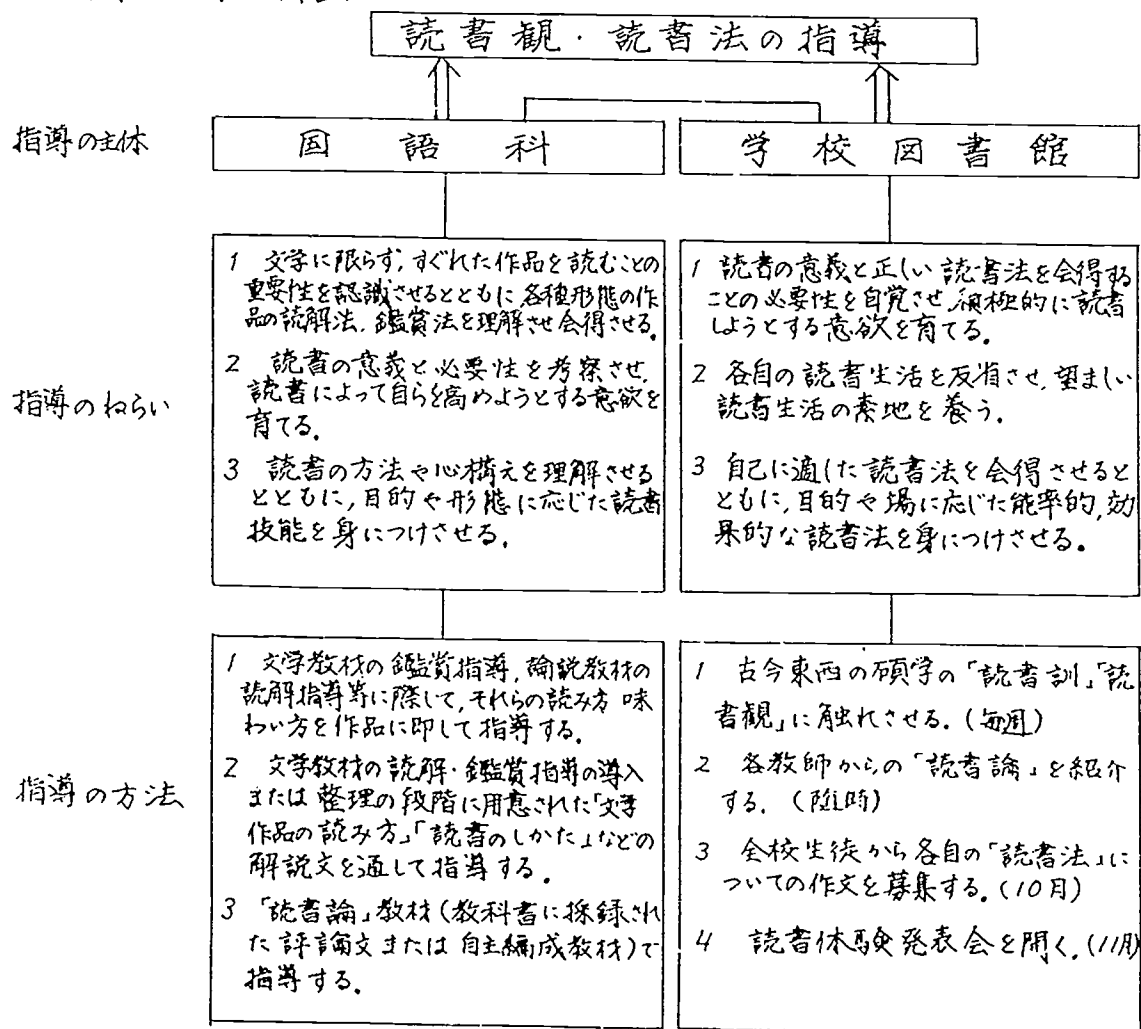 読書観・読書法の指導
指導の主体
国語科
学校図書館
指導のねらい
1 文学に限らず,すぐれた作品を読むことの
重要性を認識させるとともに各種形態の作
品の読解法,鑑賞法を理解させ会得させる.
2 読書の意義と必要性を考察させ,
読書によって自らを高めようとする意欲を
育てる.
3 読書の方法や心構えを理解させる
とともに,目的や形態に応じた読書
技能を身につけさせる.
1 読書の意義と正しい読書法を会得する
ことの必要性を自覚させ,積極的に読書
しようとする意欲を育てる.
2 各自の読書生活を反省させ,望ましい
読書生活の素地を養う.
3 自己に適した読書法を会得させると
ともに,目的や場に応じた能率的,効
果的な読書法を身につけさせる.
指導の方法
1 文学教材の鑑賞指導,論説教材の
読解指導等に際して,それらの読み方 味
わい方を作品に即して指導する.
2 文学教材の読解・鑑賞指導の導入
または整理の段階に用意された「文学
作品の読み方」「読書のしかた」などの
解説文を通して指導する.
3 「読書論」教材(教科書に採録され
た評論文または自主編成教材)で
指導する.
1 古今東西の碩学の「読書訓」「読
書観」に触れさせる.(毎週)
2 各教師からの「読書論」を紹介
する.(随時)
3 全校生徒から各自の「読書法」に
ついての作文を募集する.(10月)
4 読書体験発表会を開く.(11月)